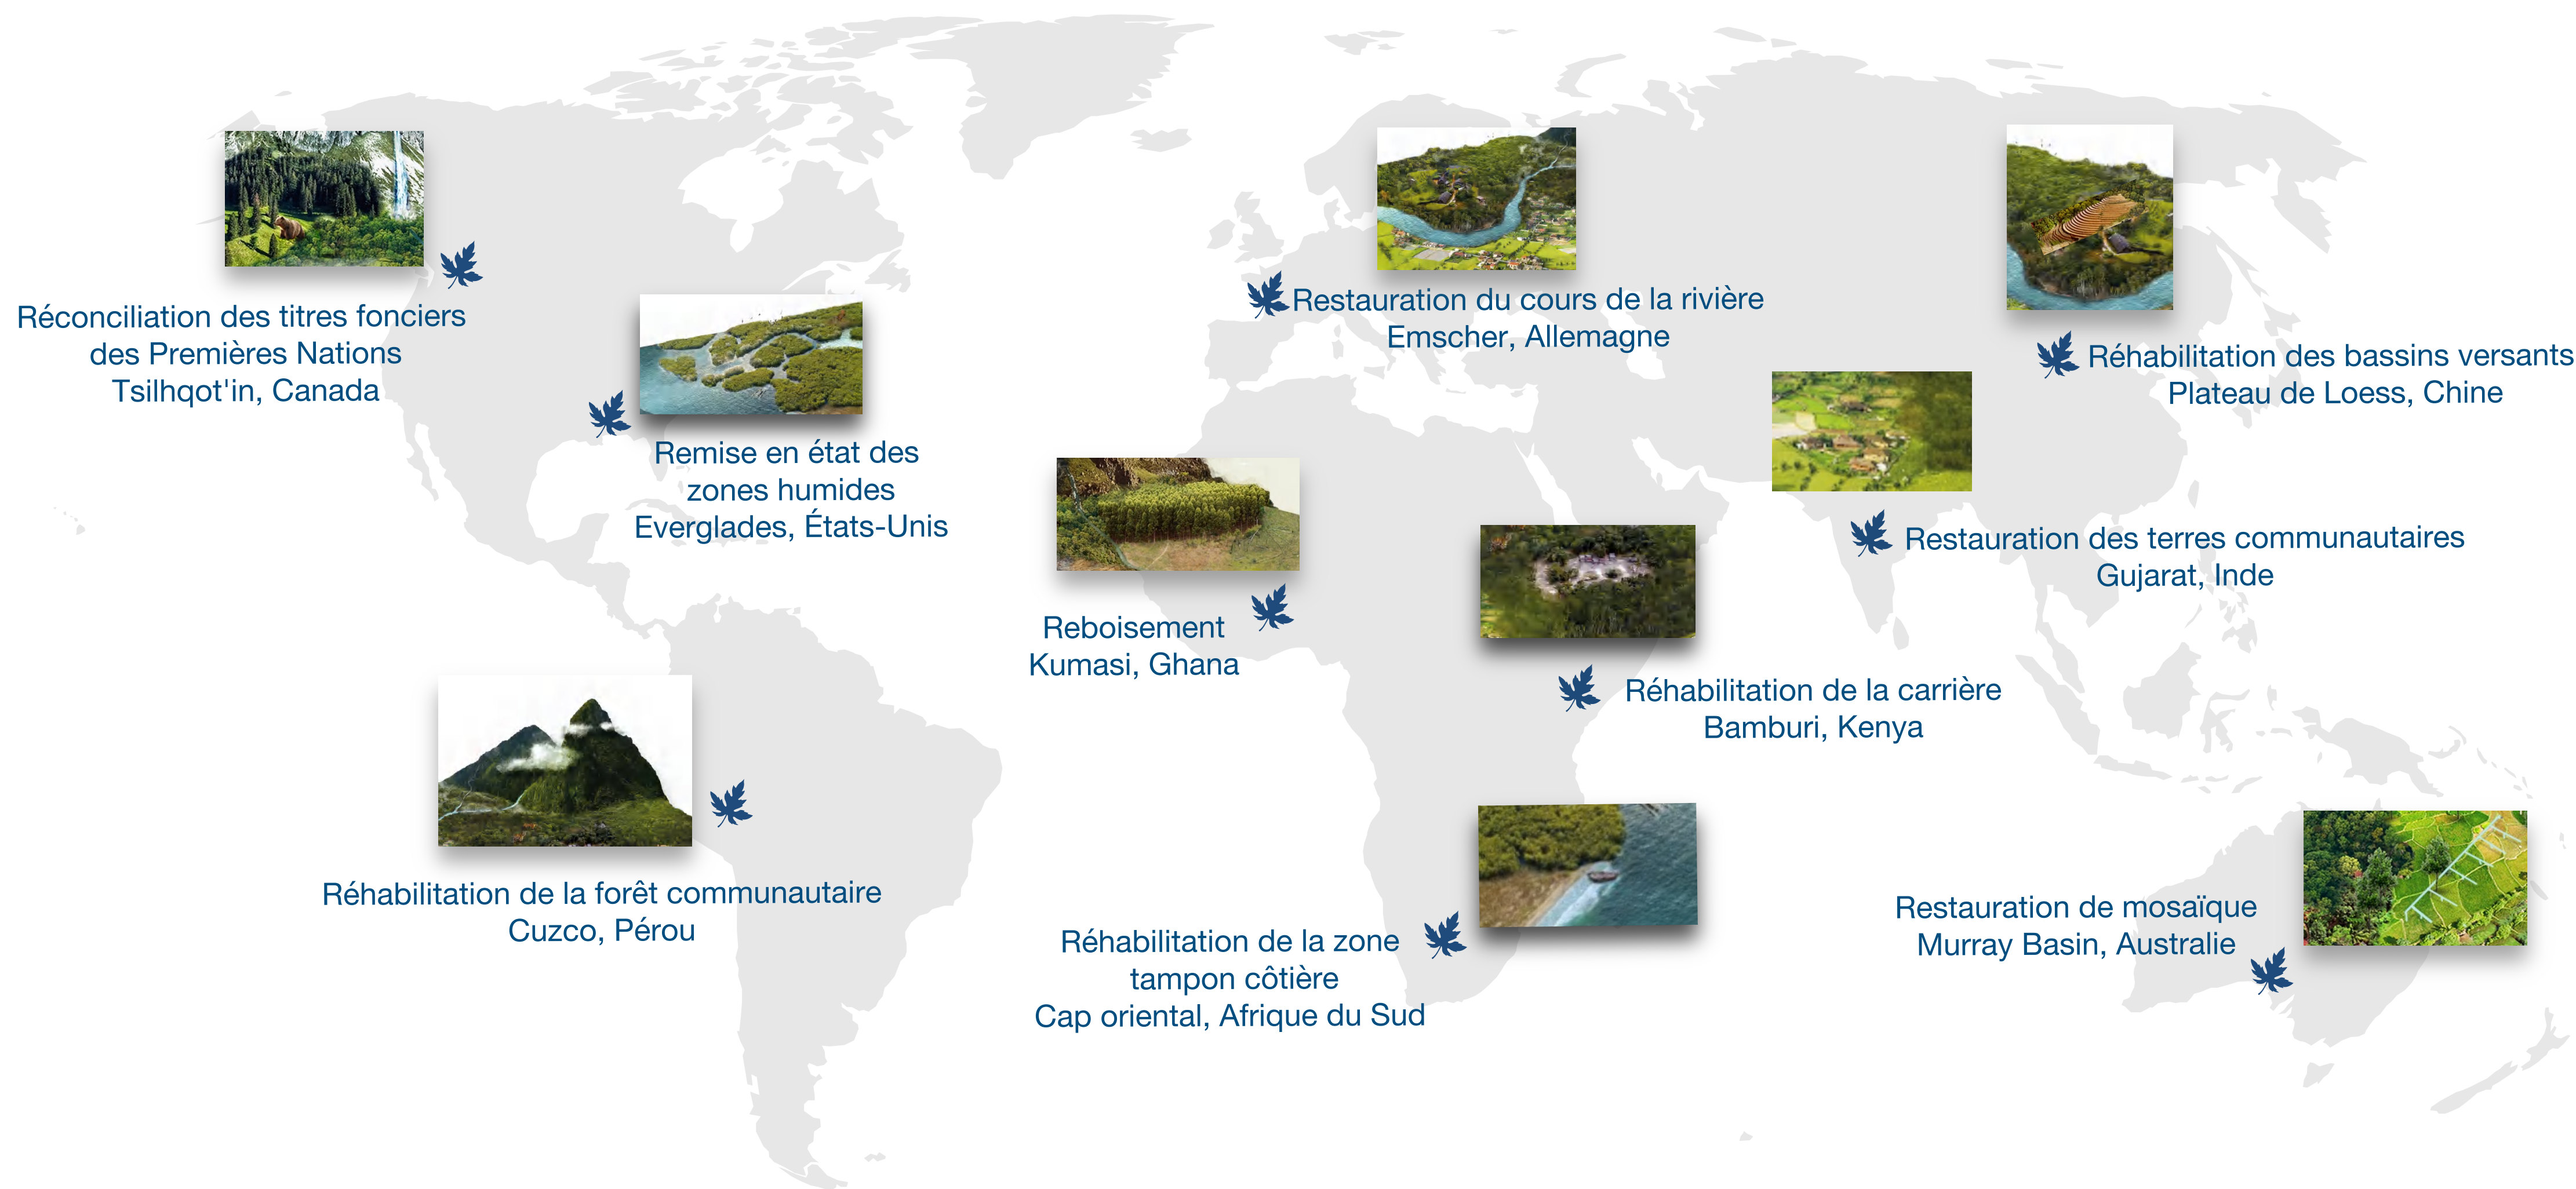 Réconciliation des titres fonciers
des Premières Nations
Tsilhqot'in, Canada
Remise en état des
zones humides
Everglades, États-Unis
Restauration du cours de la rivière
Emscher, Allemagne
Réhabilitation des bassins versants
Plateau de Loess, Chine
Restauration des terres communautaires
Gujarat, Inde
Reboisement
Kumasi, Ghana
Réhabilitation de la carrière
Bamburi, Kenya
Réhabilitation de la forêt communautaire
Cuzco, Pérou
Réhabilitation de la zone
tampon côtière
Cap oriental, Afrique du Sud
Restauration de mosaïque
Murray Basin, Australie